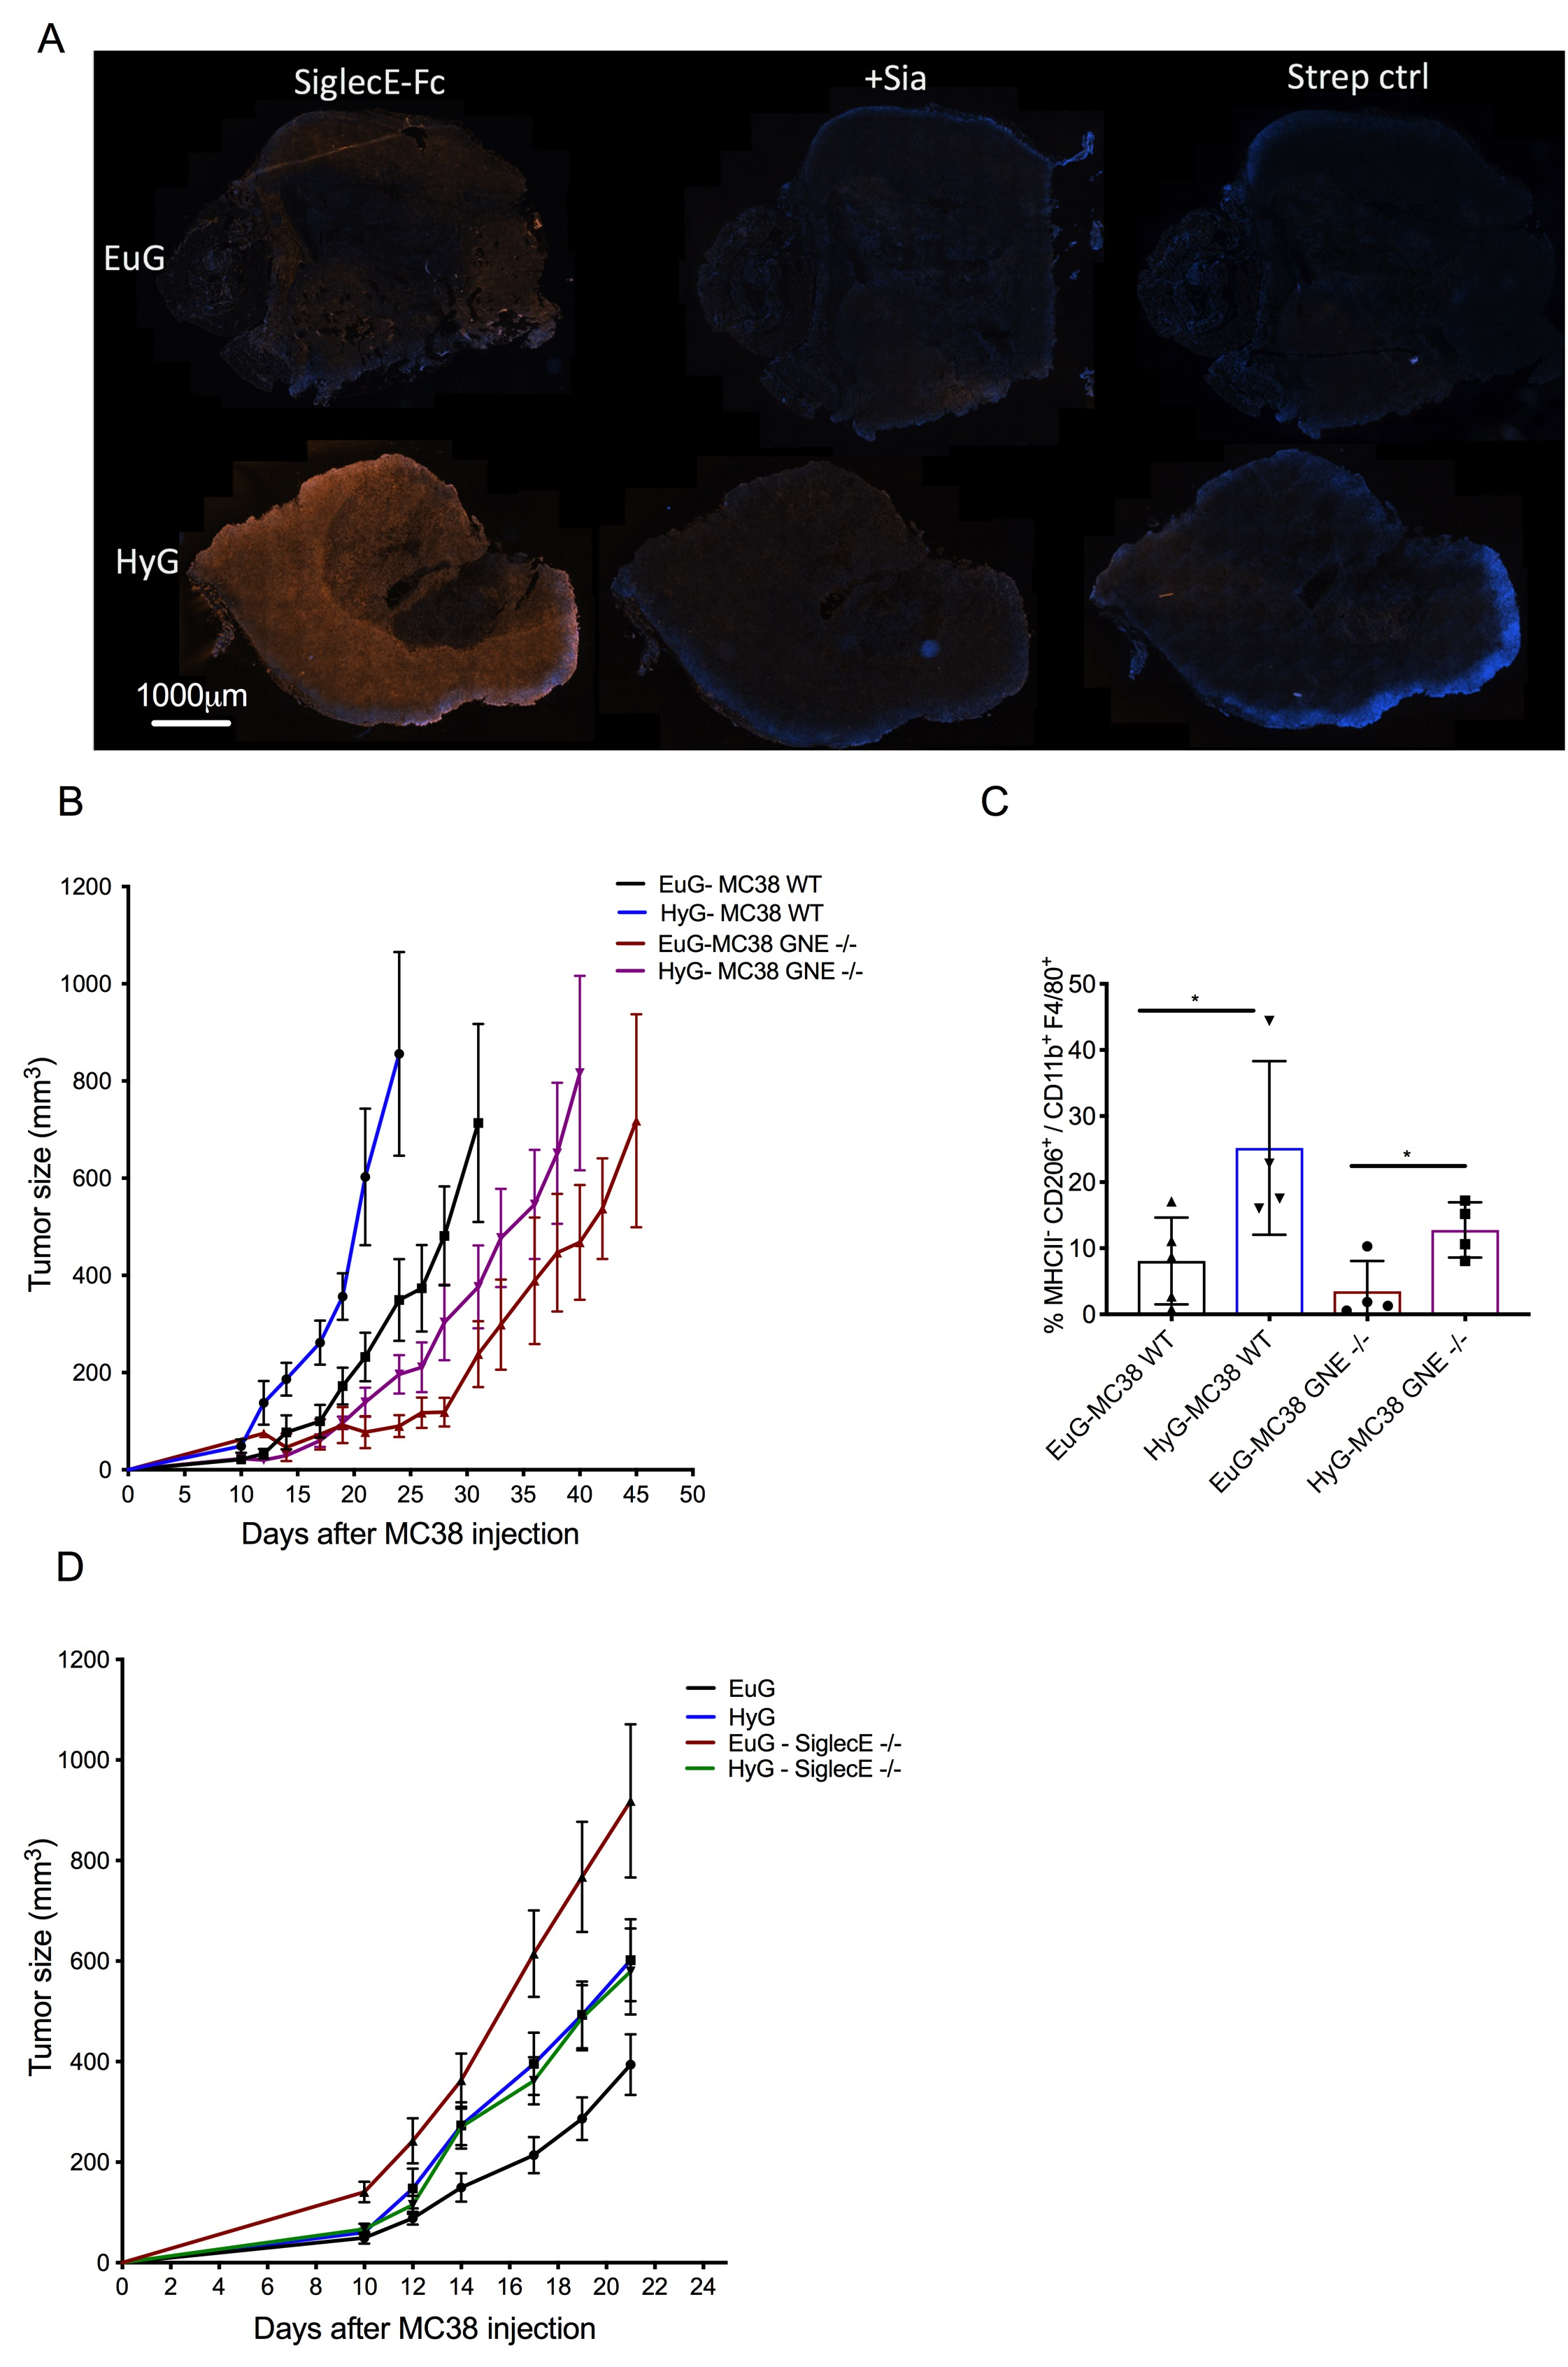 A
SiglecE-Fc
+Sia
Strep ctrl
EuG
HyG
1000μm
B
1200
1000
800
600
400
200
0
Tumor size (mm³)
0 5 10 15 20 25 30 35 40 45 50
Days after MC38 injection
EuG- MC38 WT
HyG- MC38 WT
EuG-MC38 GNE -/-
HyG- MC38 GNE -/-
C
% MHCII- CD206⁺ / CD11b⁺ F4/80⁺
50
40
30
20
10
0
*
*
EuG-MC38 WT
HyG-MC38 WT
EuG-MC38 GNE -/-
HyG-MC38 GNE -/-
D
1200
1000
800
600
400
200
0
Tumor size (mm³)
0 2 4 6 8 10 12 14 16 18 20 22 24
Days after MC38 injection
EuG
HyG
EuG - SiglecE -/-
HyG - SiglecE -/-